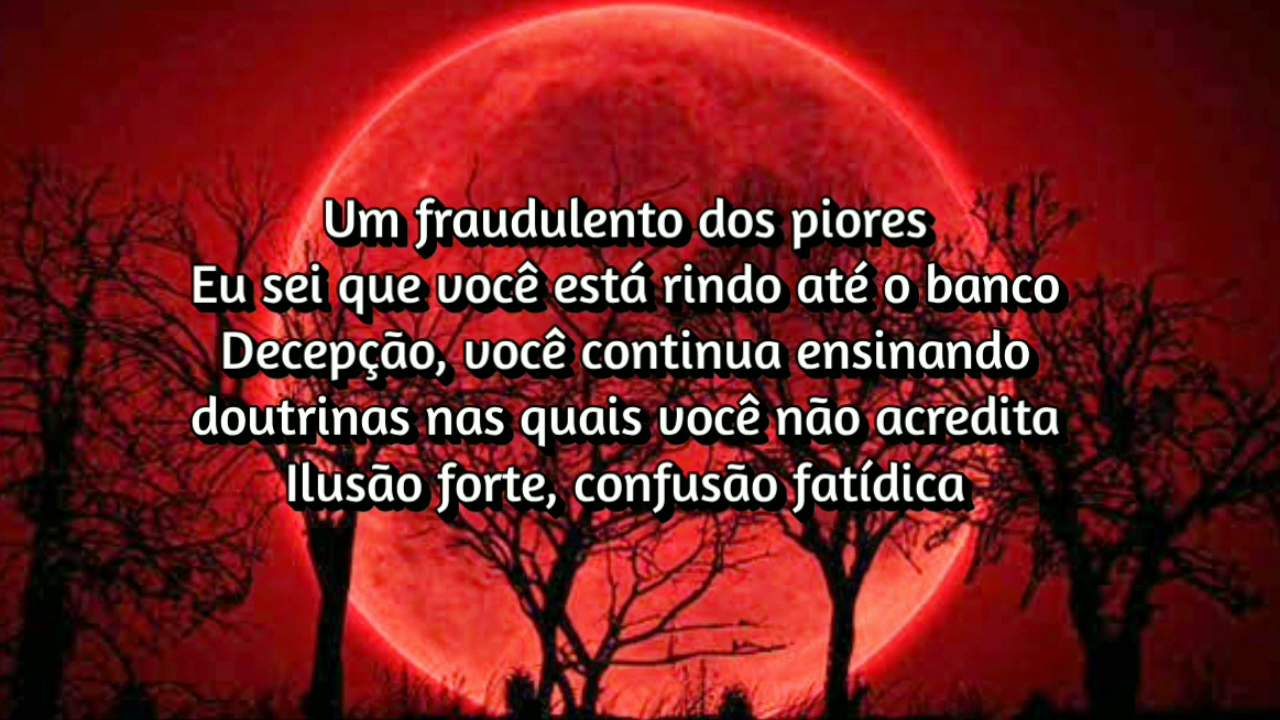 Um fraudulento dos piores
Eu sei que você está rindo até o banco
Decepção, você continua ensinando
doutrinas nas quais você não acredita
Ilusão forte, confusão fatídica